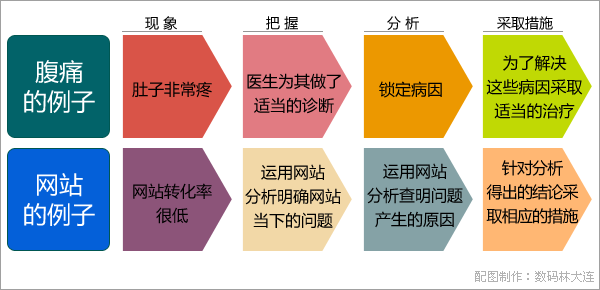 现象 把握 分析 采取措施
腹痛
的例子
肚子非常疼
医生为其做了
适当的诊断
锁定病因
为了解决
这些病因采取
适当的治疗
网站
的例子
网站转化率
很低
运用网站
分析明确网站
当下的问题
运用网站
分析查明问题
产生的原因
针对分析
得出的结论采
取相应的措施
配图制作：数码林大连